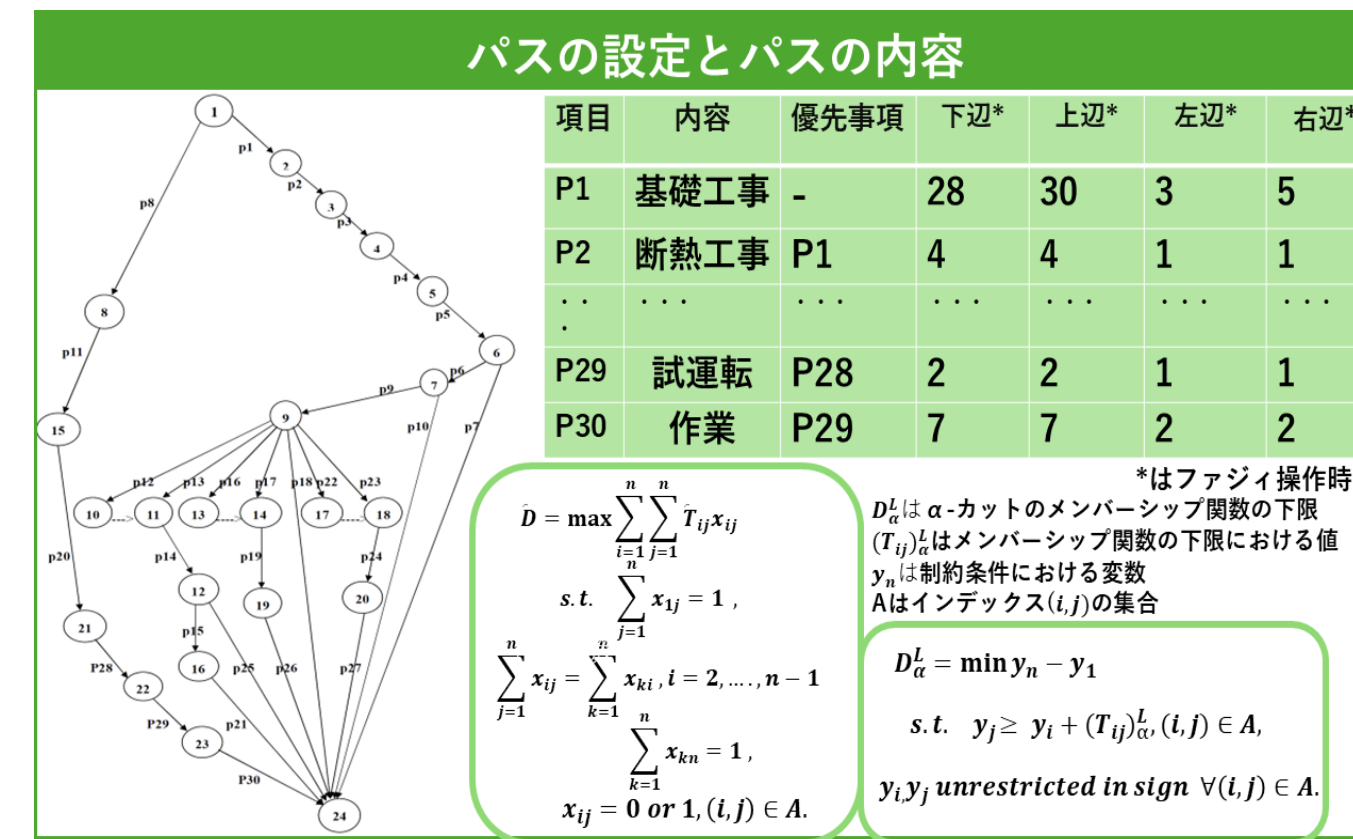 パスの設定とパスの内容
1
p1
2
p2
3
p3
4
p4
5
p5
6
p8
8
p11
15
p6
7
p9
9
p10
p7
p12
p13
p16
p17
p18
p22
p23
10
11
13
14
17
18
p20
p14
p19
p24
12
19
20
21
p15
P28
16
p25
p26
p27
22
P29
p21
23
P30
24
項目 内容 優先事項 下辺* 上辺* 左辺* 右辺*
P1 基礎工事 - 28 30 3 5
P2 断熱工事 P1 4 4 1 1
・・・ ・・・ ・・・ ・・・ ・・・ ・・・ ・・・
P29 試運転 P28 2 2 1 1
P30 作業 P29 7 7 2 2
*はファジィ操作時
D̃ = max ∑_{i=1}^{n} ∑_{j=1}^{n} T̃_{ij} x_{ij}
s.t. ∑_{j=1}^{n} x_{1j} = 1 ,
∑_{j=1}^{n} x_{ij} = ∑_{k=1}^{n} x_{ki} , i = 2, …., n − 1
∑_{k=1}^{n} x_{kn} = 1 ,
x_{ij} = 0 or 1, (i, j) ∈ A.
D_α^L は α-カットのメンバーシップ関数の下限
(T_{ij})_α^L はメンバーシップ関数の下限における値
y_n は制約条件における変数
Aはインデックス(i,j)の集合
D_α^L = min y_n − y_1
s.t. y_j ≥ y_i + (T_{ij})_α^L, (i, j) ∈ A,
y_i, y_j unrestricted in sign ∀(i, j) ∈ A.